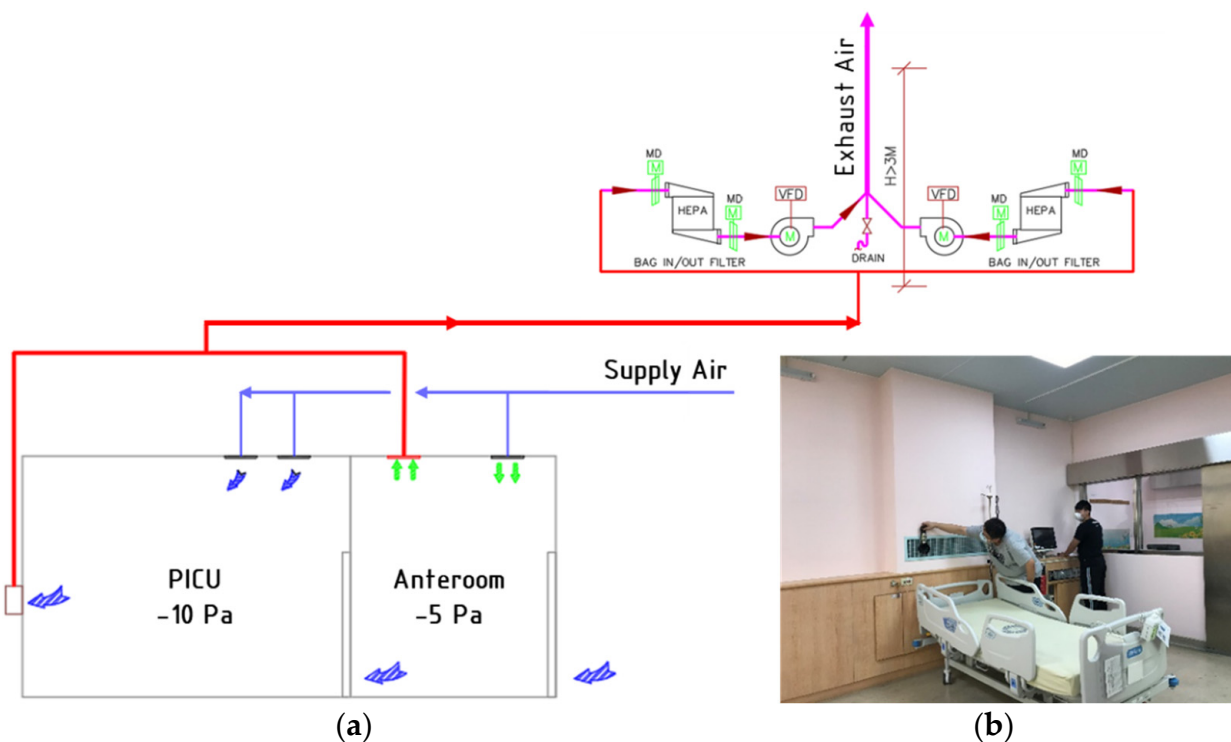 Exhaust Air
H>3M
MD
M
HEPA
MD
M
VFD
M
BAG IN/OUT FILTER
DRAIN
VFD
M
MD
M
HEPA
MD
M
BAG IN/OUT FILTER
Supply Air
PICU
-10 Pa
Anteroom
-5 Pa
(a)
(b)